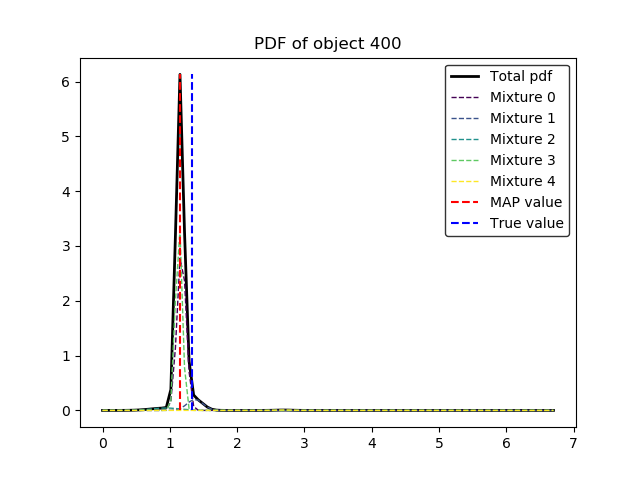 PDF of object 400
Total pdf
Mixture 0
Mixture 1
Mixture 2
Mixture 3
Mixture 4
MAP value
True value
6
5
4
3
2
1
0
0 1 2 3 4 5 6 7